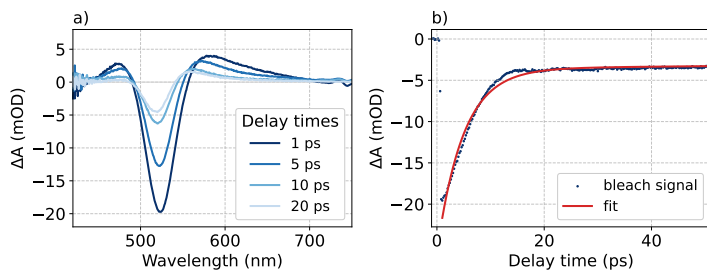 a)
ΔA (mOD)
5
0
−5
−10
−15
−20
500
600
700
Wavelength (nm)
Delay times
1 ps
5 ps
10 ps
20 ps
b)
ΔA (mOD)
0
−5
−10
−15
−20
0
20
40
Delay time (ps)
bleach signal
fit